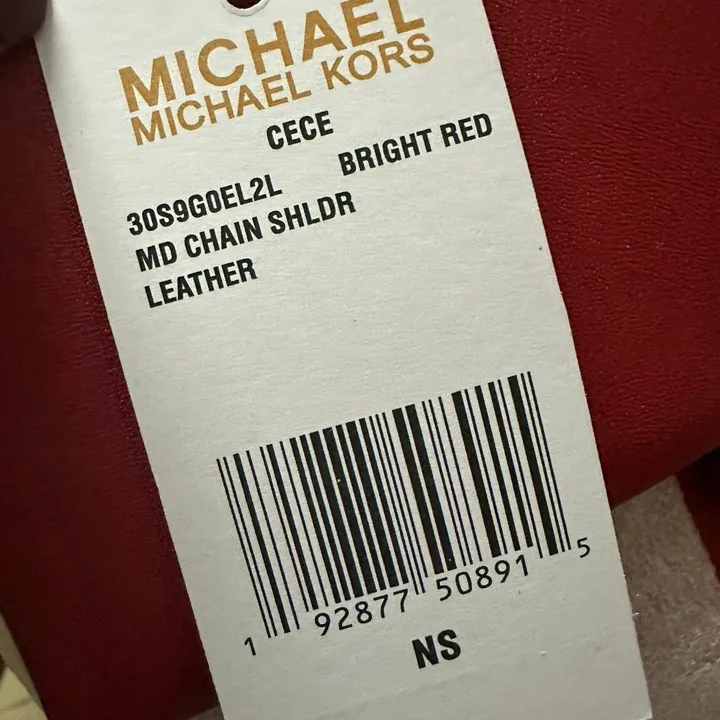 MICHAEL
MICHAEL KORS
CECE
30S9G0EL2L BRIGHT RED
MD CHAIN SHLDR
LEATHER
1 92877 50891 5
NS